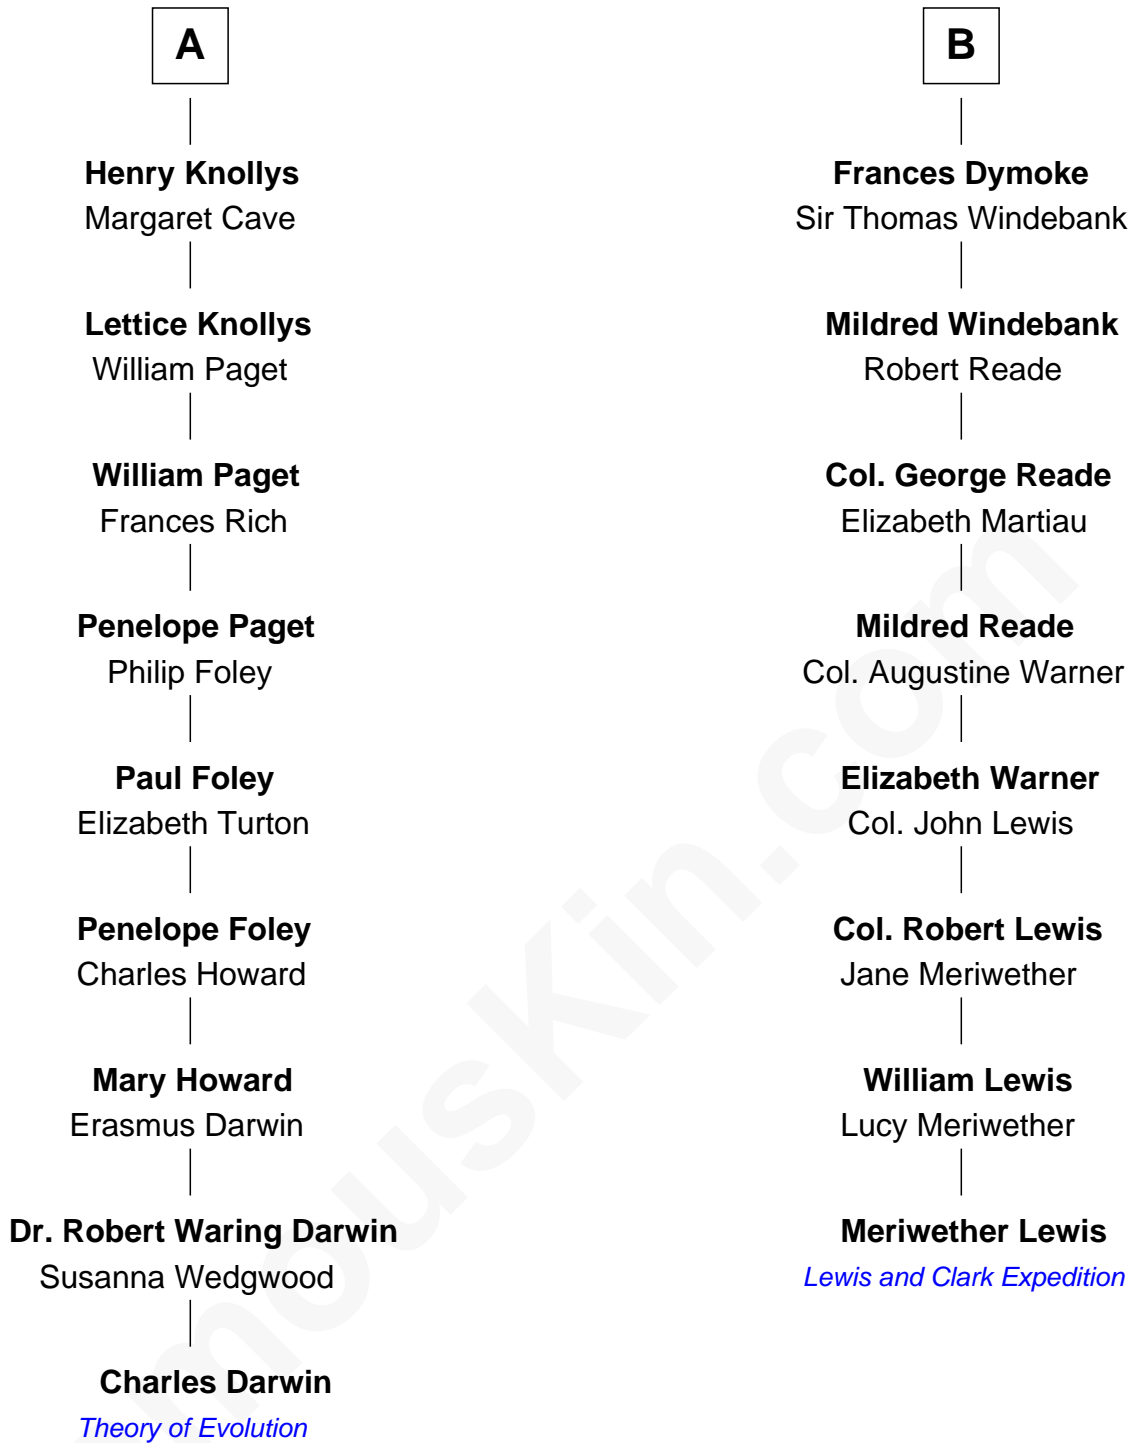 A
Henry Knollys
Margaret Cave
Lettice Knollys
William Paget
William Paget
Frances Rich
Penelope Paget
Philip Foley
Paul Foley
Elizabeth Turton
Penelope Foley
Charles Howard
Mary Howard
Erasmus Darwin
Dr. Robert Waring Darwin
Susanna Wedgwood
Charles Darwin
Theory of Evolution
B
Frances Dymoke
Sir Thomas Windebank
Mildred Windebank
Robert Reade
Col. George Reade
Elizabeth Martiau
Mildred Reade
Col. Augustine Warner
Elizabeth Warner
Col. John Lewis
Col. Robert Lewis
Jane Meriwether
William Lewis
Lucy Meriwether
Meriwether Lewis
Lewis and Clark Expedition
mousKin.com